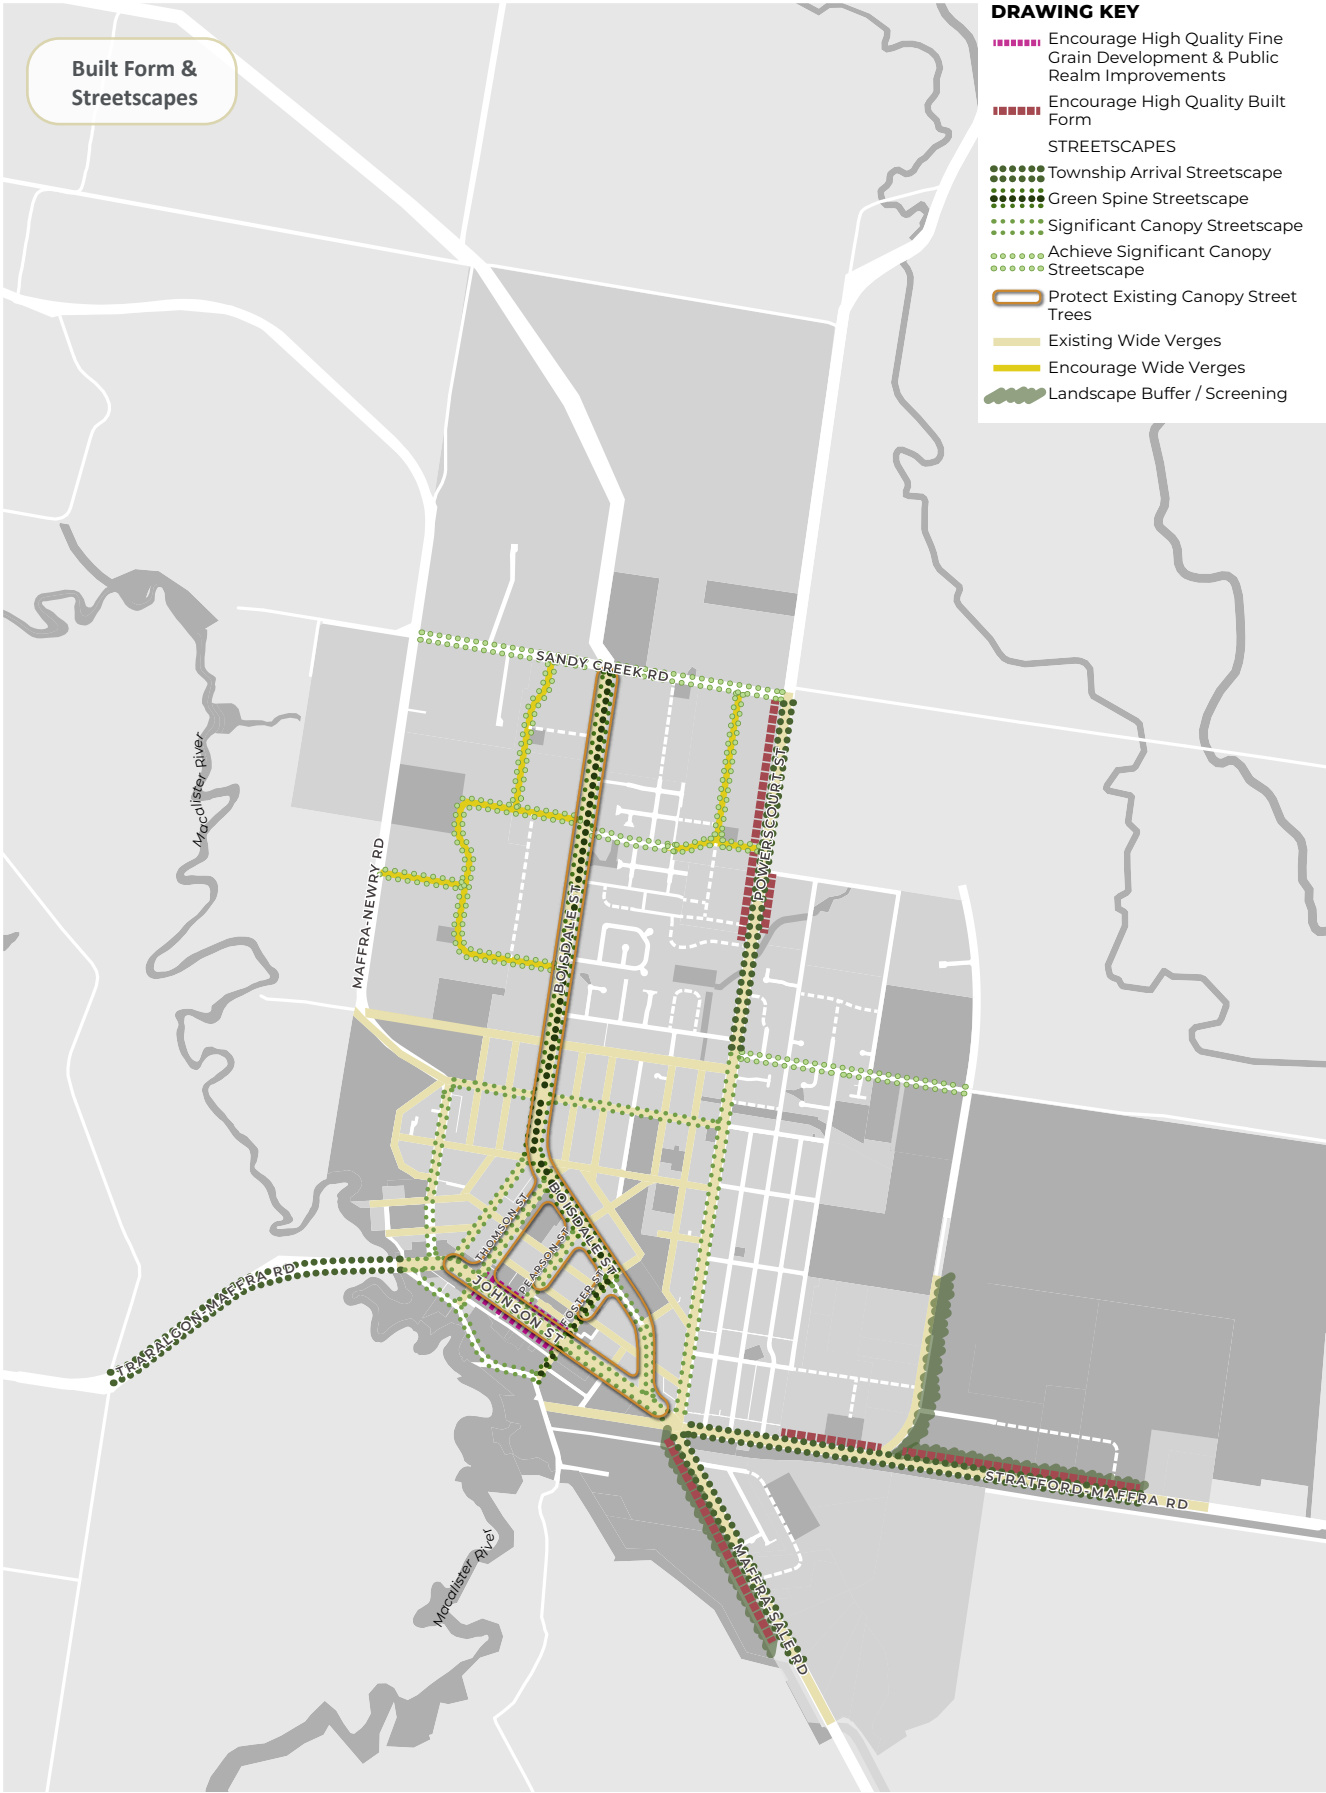 Built Form &
Streetscapes
DRAWING KEY
Encourage High Quality Fine
Grain Development & Public
Realm Improvements
Encourage High Quality Built
Form
STREETSCAPES
Township Arrival Streetscape
Green Spine Streetscape
Significant Canopy Streetscape
Achieve Significant Canopy
Streetscape
Protect Existing Canopy Street
Trees
Existing Wide Verges
Encourage Wide Verges
Landscape Buffer / Screening
SANDY CREEK RD
Macalister River
POWERSCOURT ST
MAFFRA-NEWRY RD
BOISDALE ST
BOISDALE ST
THOMSON ST
PEARSON ST
FOSTER ST
JOHNSON ST
TRARALGON-MAFFRA RD
STRATFORD-MAFFRA RD
MAFFRA-SALE RD
Macalister River